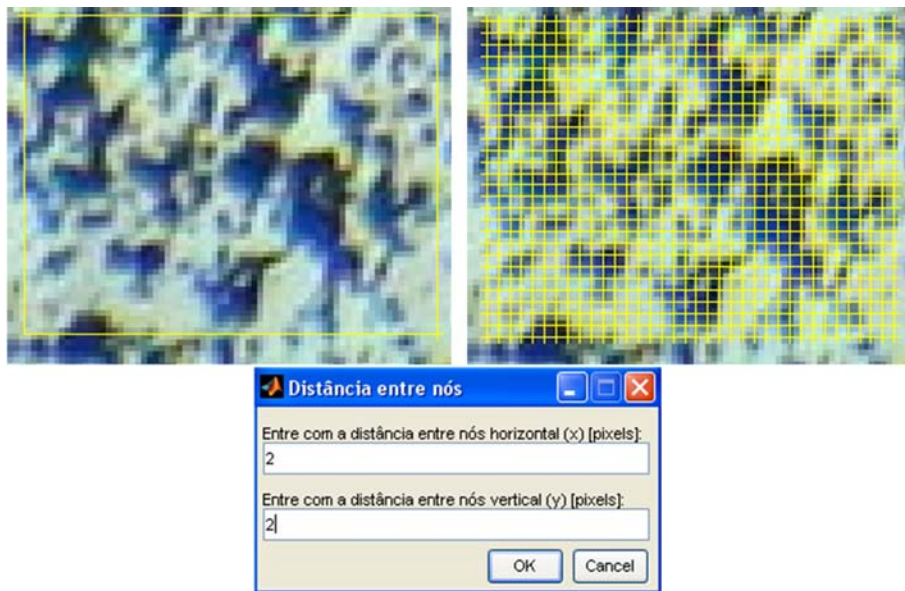 Distância entre nós
Entre com a distância entre nós horizontal (x) [pixels]:
2
Entre com a distância entre nós vertical (y) [pixels]:
2
OK
Cancel